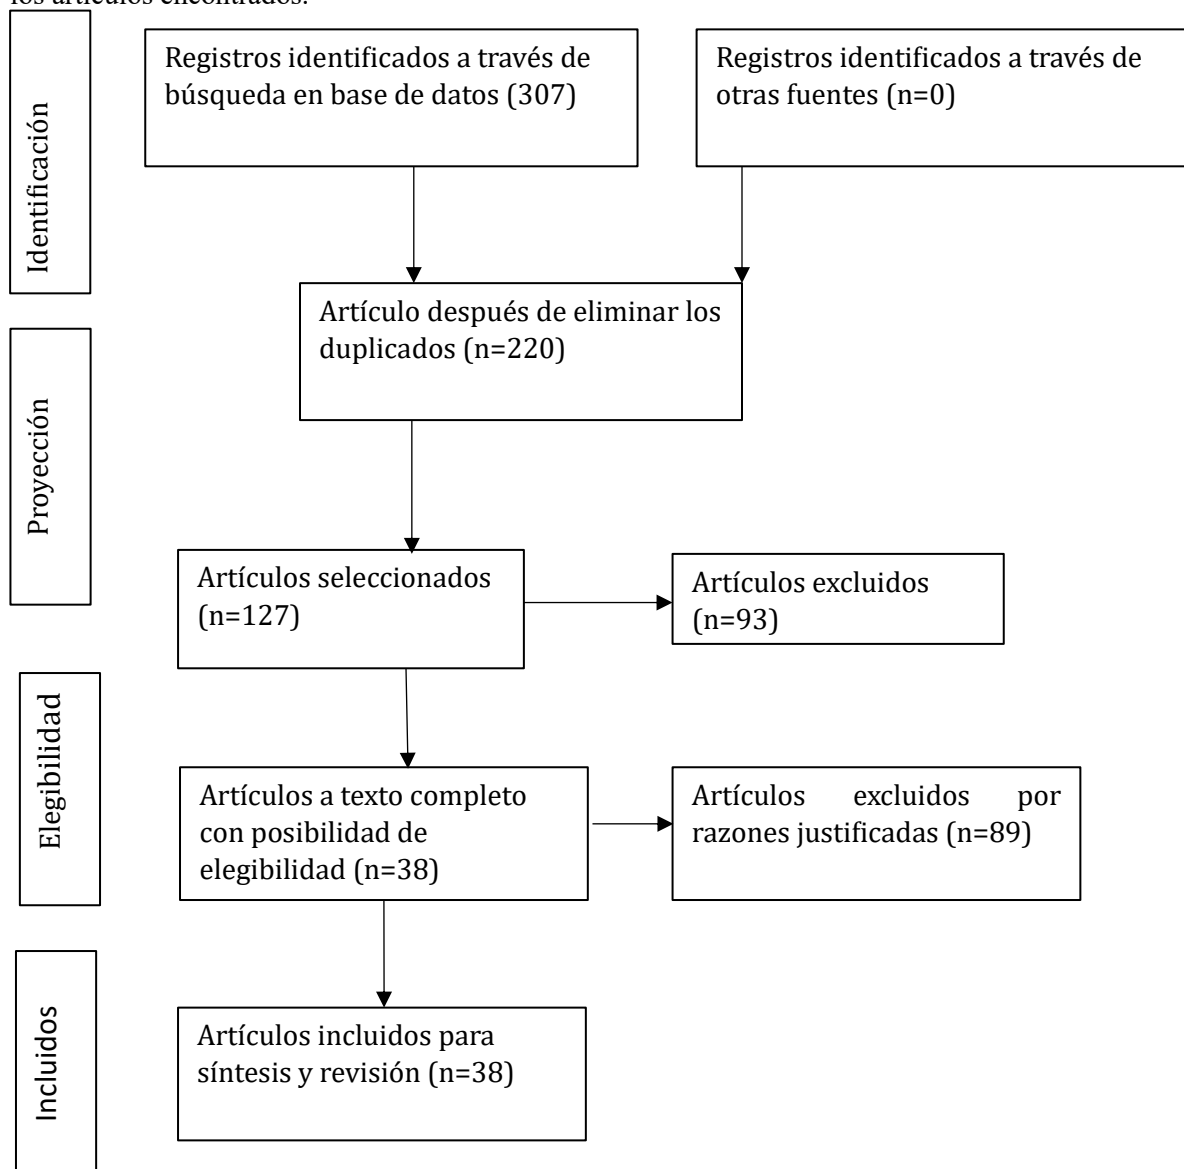 los artículos encontrados.
Registros identificados a través de
búsqueda en base de datos (307)
Registros identificados a través de
otras fuentes (n=0)
Identificación
Artículo después de eliminar los
duplicados (n=220)
Proyección
Artículos seleccionados
(n=127)
Artículos excluidos
(n=93)
Elegibilidad
Artículos a texto completo
con posibilidad de
elegibilidad (n=38)
Artículos excluidos por
razones justificadas (n=89)
Incluidos
Artículos incluidos para
síntesis y revisión (n=38)